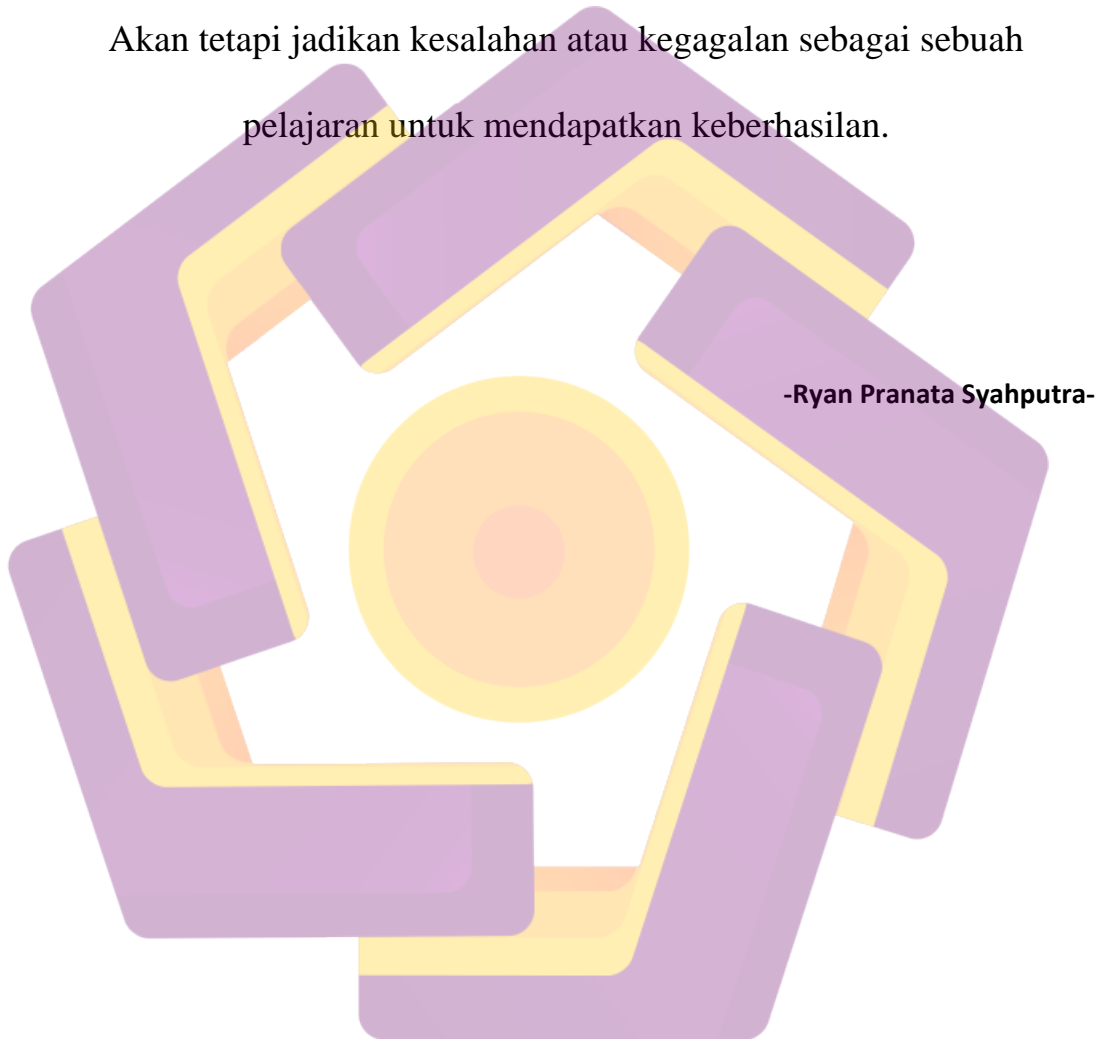 Akan tetapi jadikan kesalahan atau kegagalan sebagai sebuah
pelajaran untuk mendapatkan keberhasilan.
-Ryan Pranata Syahputra-